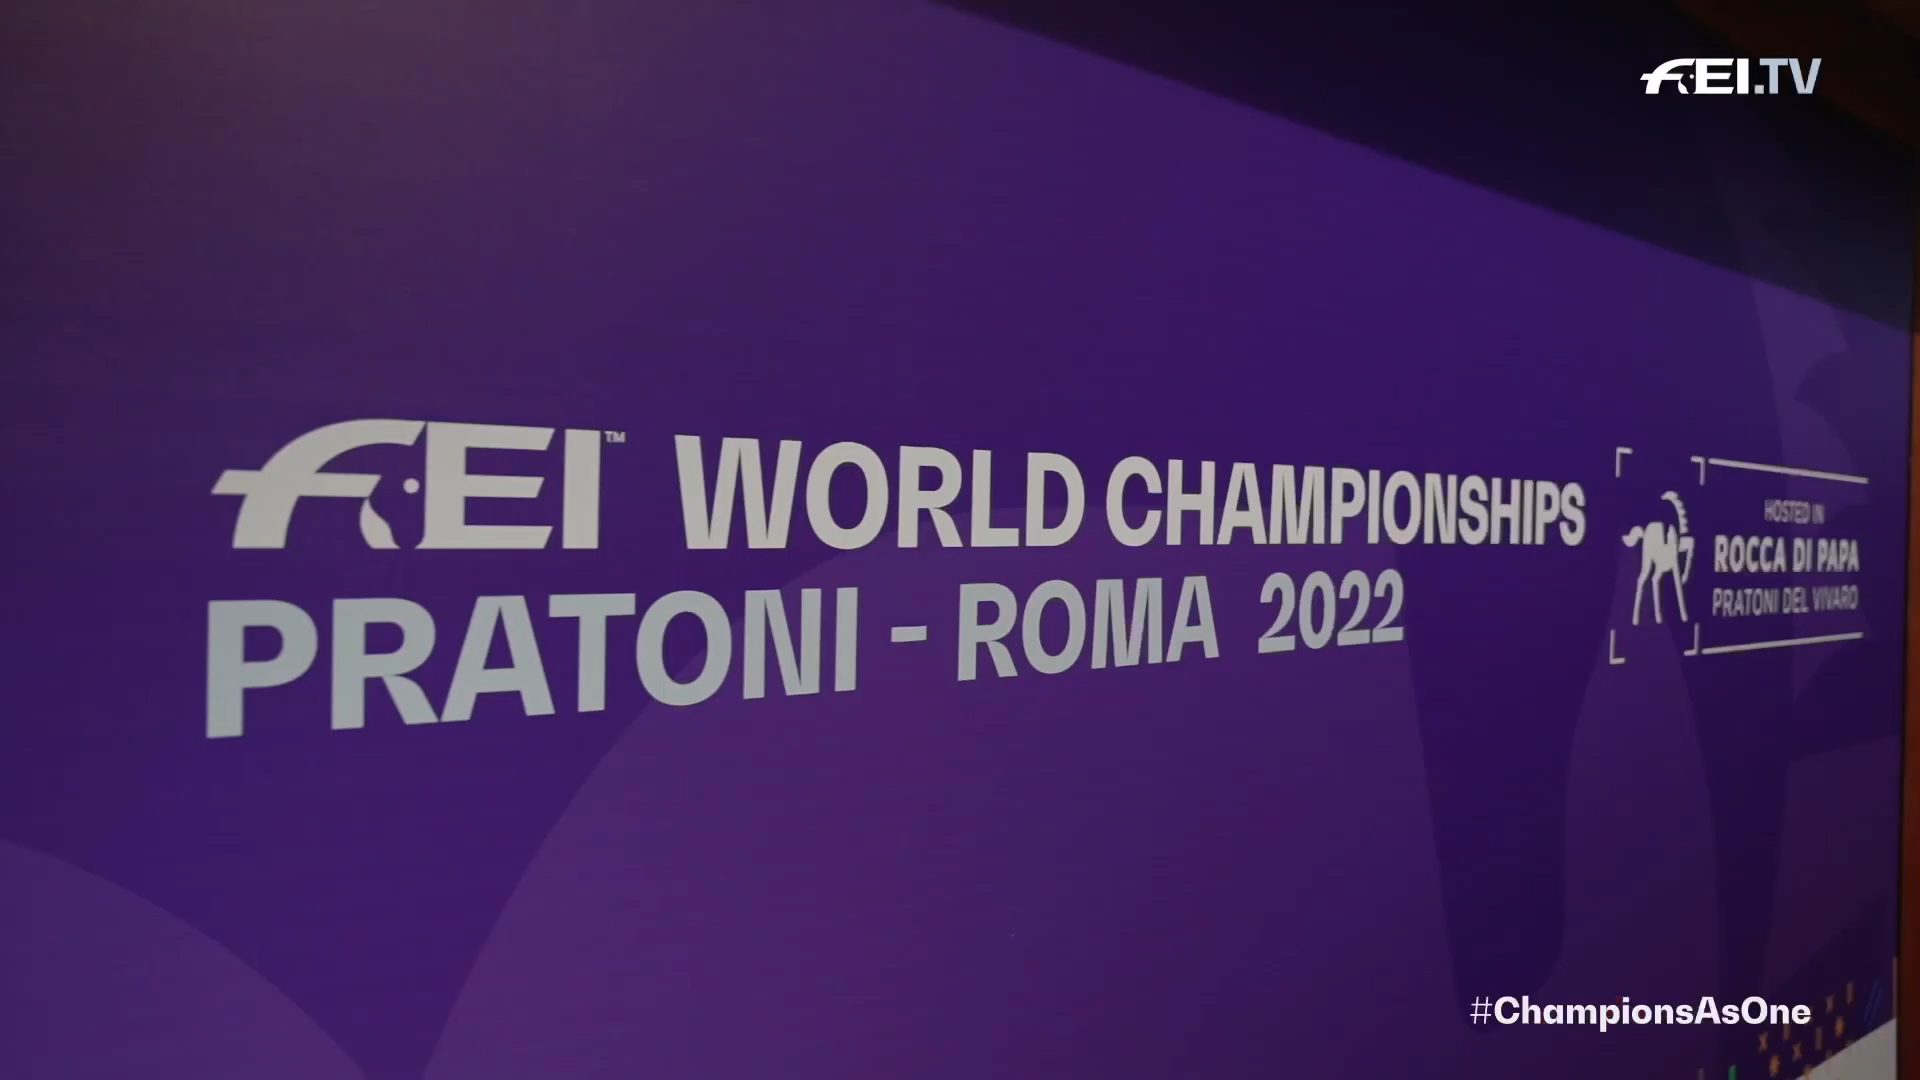 FEI.TV
FEI™ WORLD CHAMPIONSHIPS
PRATONI - ROMA 2022
HOSTED IN
ROCCA DI PAPA
PRATONI DEL VIVARO
#ChampionsAsOne